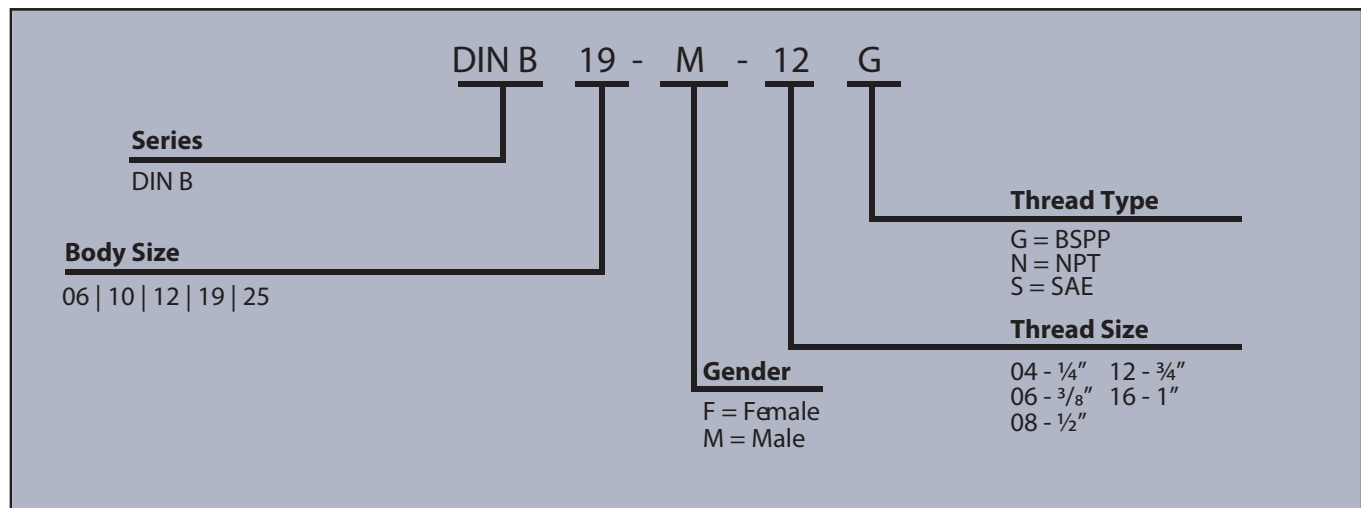 DIN B 19 - M - 12 G
Series
DIN B
Body Size
06 | 10 | 12 | 19 | 25
Gender
F = Female
M = Male
Thread Type
G = BSPP
N = NPT
S = SAE
Thread Size
04 - ¼″ 12 - ¾″
06 - ³/₈″ 16 - 1″
08 - ½″